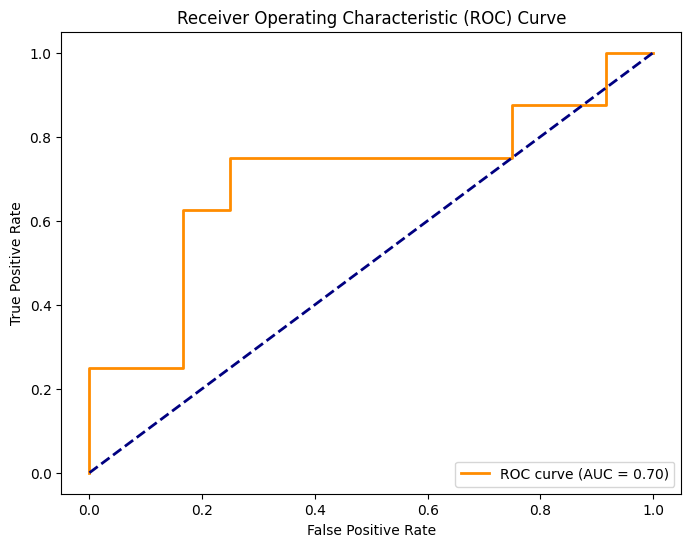 Receiver Operating Characteristic (ROC) Curve
True Positive Rate
1.0
0.8
0.6
0.4
0.2
0.0
ROC curve (AUC = 0.70)
0.0 0.2 0.4 0.6 0.8 1.0
False Positive Rate